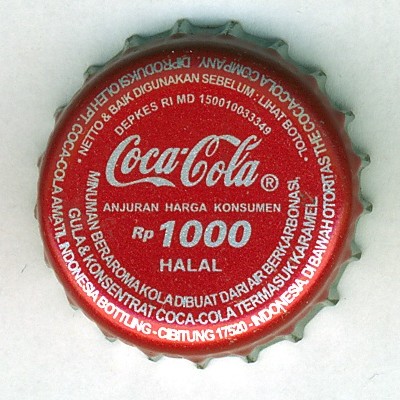 DIPRODUKSI OLEH PT. COCA-COLA AMATIL INDONESIA BOTTLING - CIBITUNG 17520 - INDONESIA DI BAWAH OTORITAS THE COCA-COLA COMPANY.
• NETTO & BAIK DIGUNAKAN SEBELUM : LIHAT BOTOL •
DEPKES RI MD 150010033349
Coca-Cola ®
ANJURAN HARGA KONSUMEN
Rp 1000
HALAL
MINUNAN BERAROMA KOLA DIBUAT DARI AIR BERKARBONASI,
GULA & KONSENTRAT COCA-COLA TERMASUK KARAMEL.